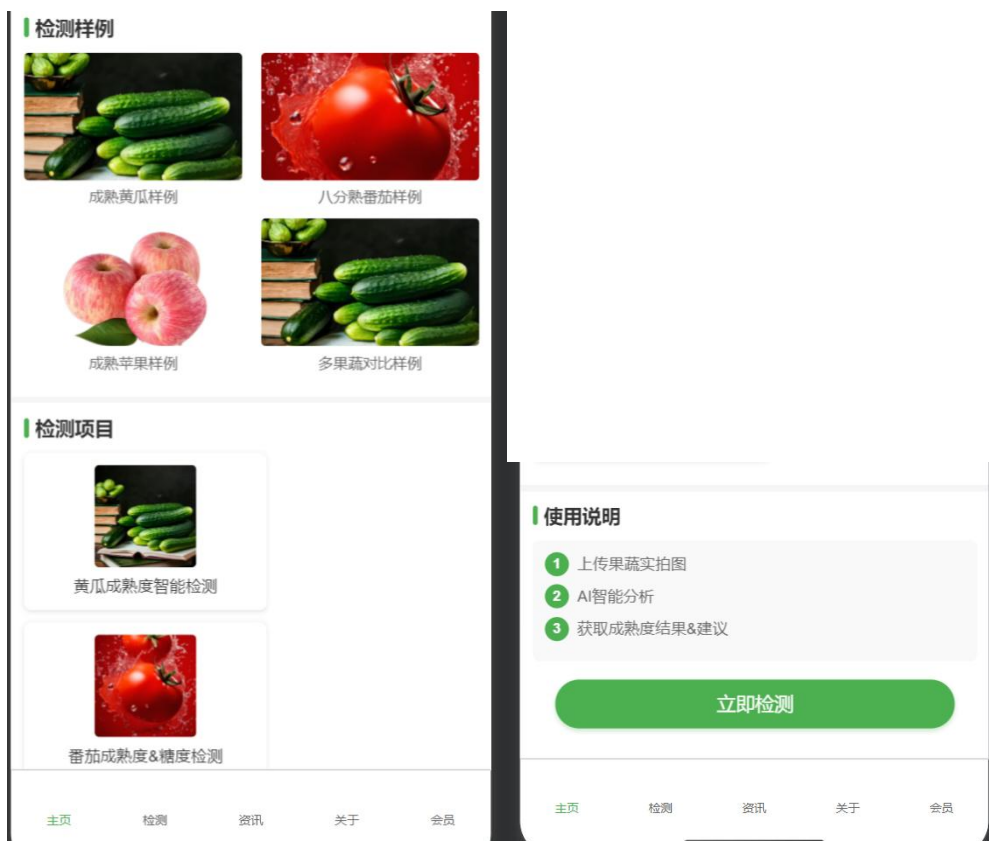 检测样例
成熟黄瓜样例
八分熟番茄样例
成熟苹果样例
多果蔬对比样例
检测项目
黄瓜成熟度智能检测
番茄成熟度&糖度检测
主页 检测 资讯 关于 会员
使用说明
1 上传果蔬实拍图
2 AI智能分析
3 获取成熟度结果&建议
立即检测
主页 检测 资讯 关于 会员